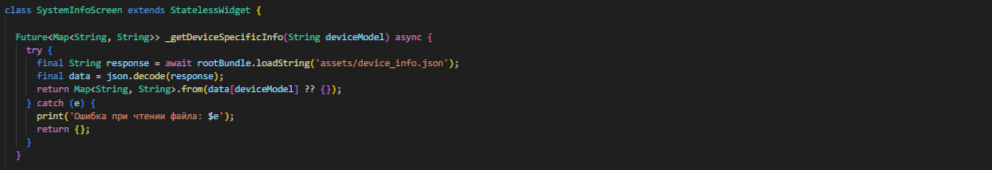 class SystemInfoScreen extends StatelessWidget {
Future<Map<String, String>> _getDeviceSpecificInfo(String deviceModel) async {
try {
final String response = await rootBundle.loadString('assets/device_info.json');
final data = json.decode(response);
return Map<String, String>.from(data[deviceModel] ?? {});
} catch (e) {
print('Ошибка при чтении файла: $e');
return {};
}
}